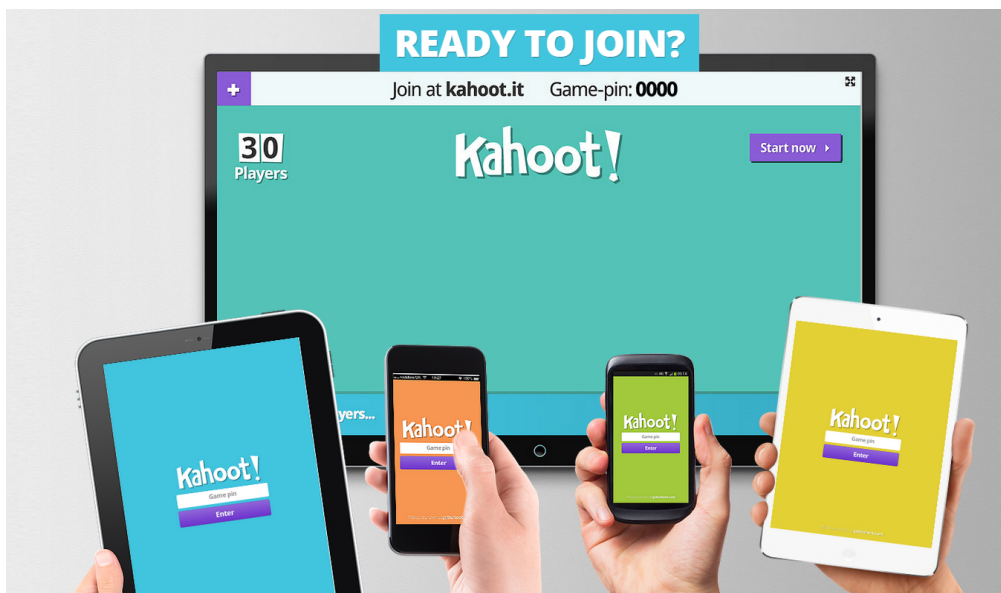 READY TO JOIN?
Join at kahoot.it Game-pin: 0000
30
Players
Kahoot!
Start now
yers...
Kahoot!
Game pin
Enter
Kahoot!
Game pin
Enter
Kahoot!
Game pin
Enter
Kahoot!
Game pin
Enter